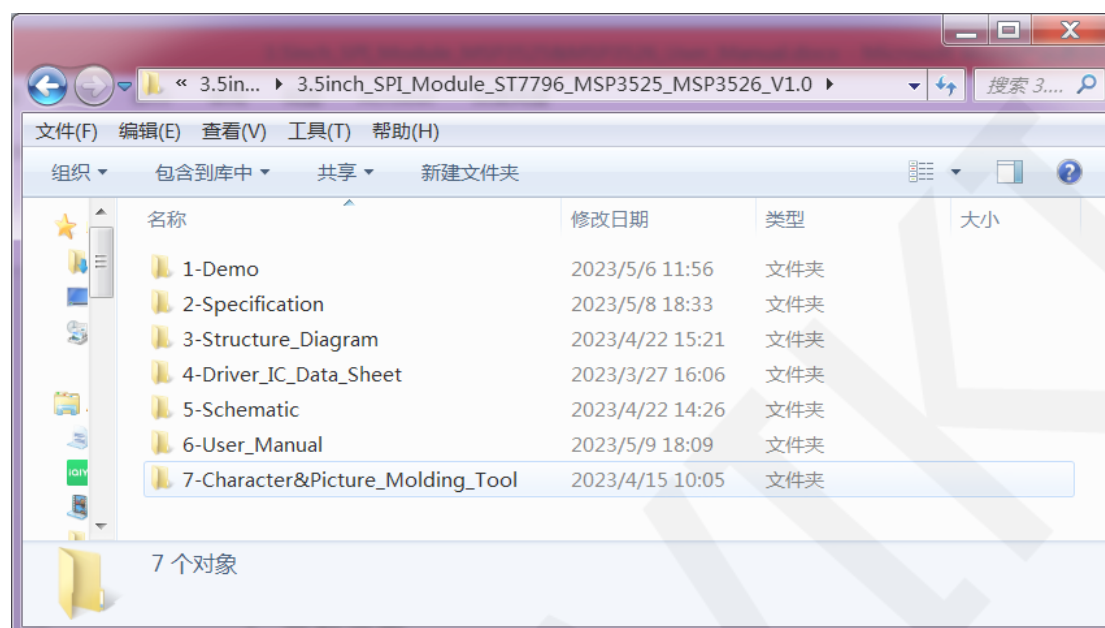 « 3.5in... 3.5inch_SPI_Module_ST7796_MSP3525_MSP3526_V1.0 搜索 3....
文件(F) 编辑(E) 查看(V) 工具(T) 帮助(H)
组织 包含到库中 共享 新建文件夹
名称 修改日期 类型 大小
1-Demo 2023/5/6 11:56 文件夹
2-Specification 2023/5/8 18:33 文件夹
3-Structure_Diagram 2023/4/22 15:21 文件夹
4-Driver_IC_Data_Sheet 2023/3/27 16:06 文件夹
5-Schematic 2023/4/22 14:26 文件夹
6-User_Manual 2023/5/9 18:09 文件夹
7-Character&Picture_Molding_Tool 2023/4/15 10:05 文件夹
7 个对象